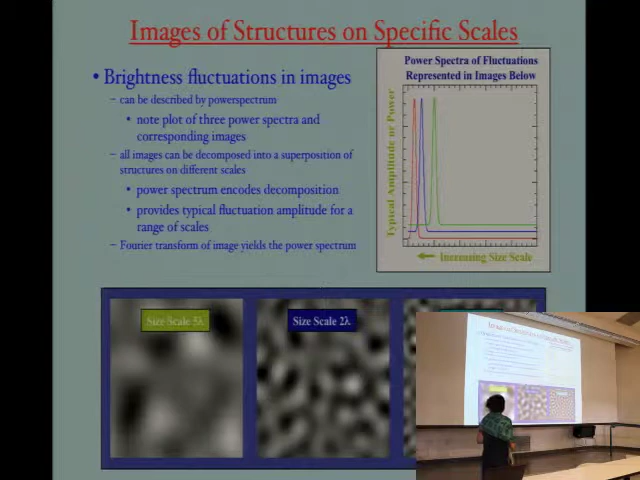 Images of Structures on Specific Scales
• Brightness fluctuations in images
– can be described by powerspectrum
• note plot of three power spectra and
corresponding images
– all images can be decomposed into a superposition of
structures on different scales
• power spectrum encodes decomposition
• provides typical fluctuation amplitude for a
range of scales
– Fourier transform of image yields the power spectrum
Power Spectra of Fluctuations
Represented in Images Below
Typical Amplitude or Power
Increasing Size Scale
Size Scale 5λ
Size Scale 2λ